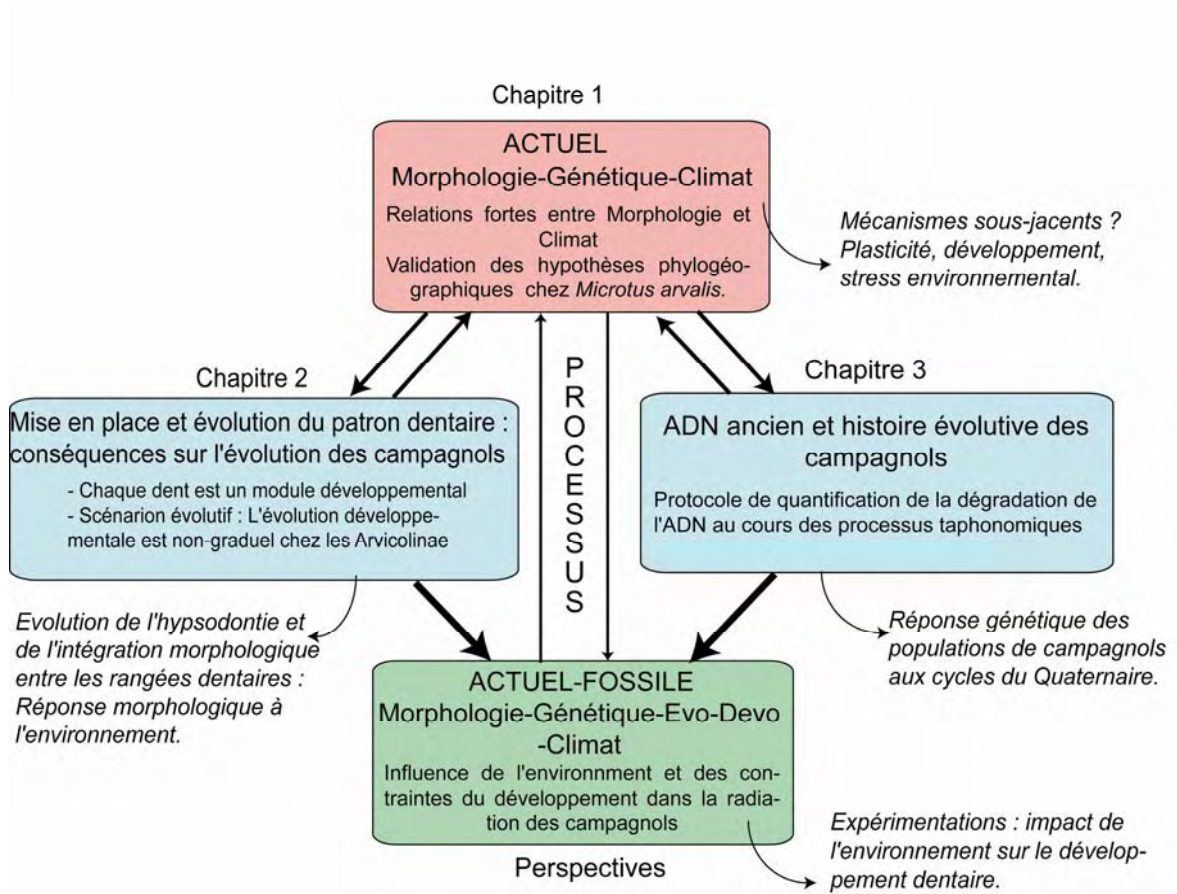 Chapitre 1
ACTUEL
Morphologie-Génétique-Climat
Relations fortes entre Morphologie et
Climat
Validation des hypothèses phylogéo-
graphiques chez Microtus arvalis.
Mécanismes sous-jacents ?
Plasticité, développement,
stress environnemental.
Chapitre 2
Mise en place et évolution du patron dentaire :
conséquences sur l'évolution des campagnols
- Chaque dent est un module développemental
- Scénarion évolutif : L'évolution développe-
mentale est non-graduel chez les Arvicolinae
PROCESSUS
Chapitre 3
ADN ancien et histoire évolutive des
campagnols
Protocole de quantification de la dégradation de
l'ADN au cours des processus taphonomiques
Evolution de l'hypsodontie et
de l'intégration morphologique
entre les rangées dentaires :
Réponse morphologique à
l'environnement.
Réponse génétique des
populations de campagnols
aux cycles du Quaternaire.
ACTUEL-FOSSILE
Morphologie-Génétique-Evo-Devo
-Climat
Influence de l'environnment et des con-
traintes du développement dans la radia-
tion des campagnols
Perspectives
Expérimentations : impact de
l'environnement sur le dévelop-
pement dentaire.